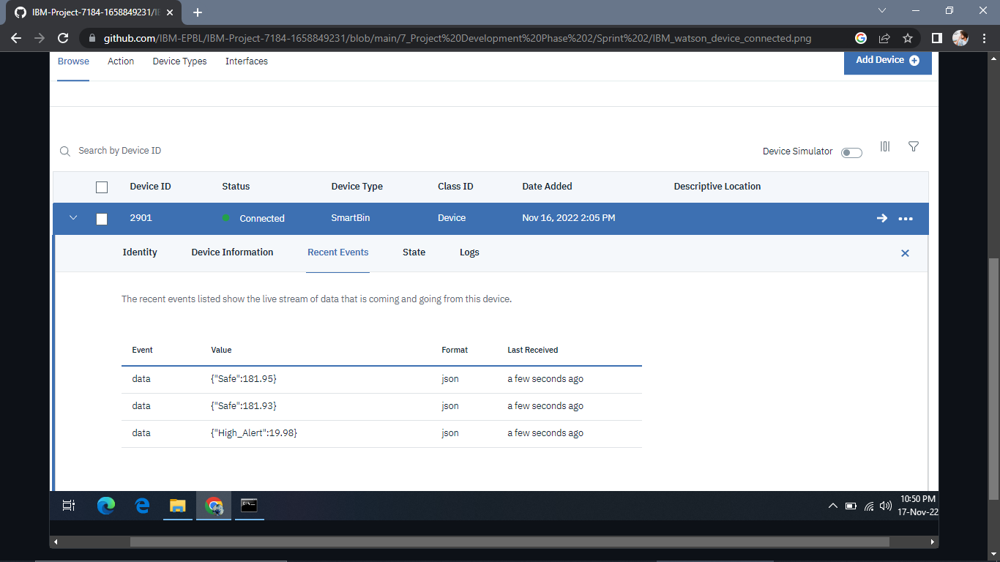 IBM-Project-7184-1658849231/I
github.com/IBM-EPBL/IBM-Project-7184-1658849231/blob/main/7_Project%20Development%20Phase%202/Sprint%202/IBM_watson_device_connected.png
Browse Action Device Types Interfaces Add Device
Search by Device ID Device Simulator
Device ID Status Device Type Class ID Date Added Descriptive Location
2901 Connected SmartBin Device Nov 16, 2022 2:05 PM
Identity Device Information Recent Events State Logs
The recent events listed show the live stream of data that is coming and going from this device.
Event Value Format Last Received
data {"Safe":181.95} json a few seconds ago
data {"Safe":181.93} json a few seconds ago
data {"High_Alert":19.98} json a few seconds ago
10:50 PM
17-Nov-22